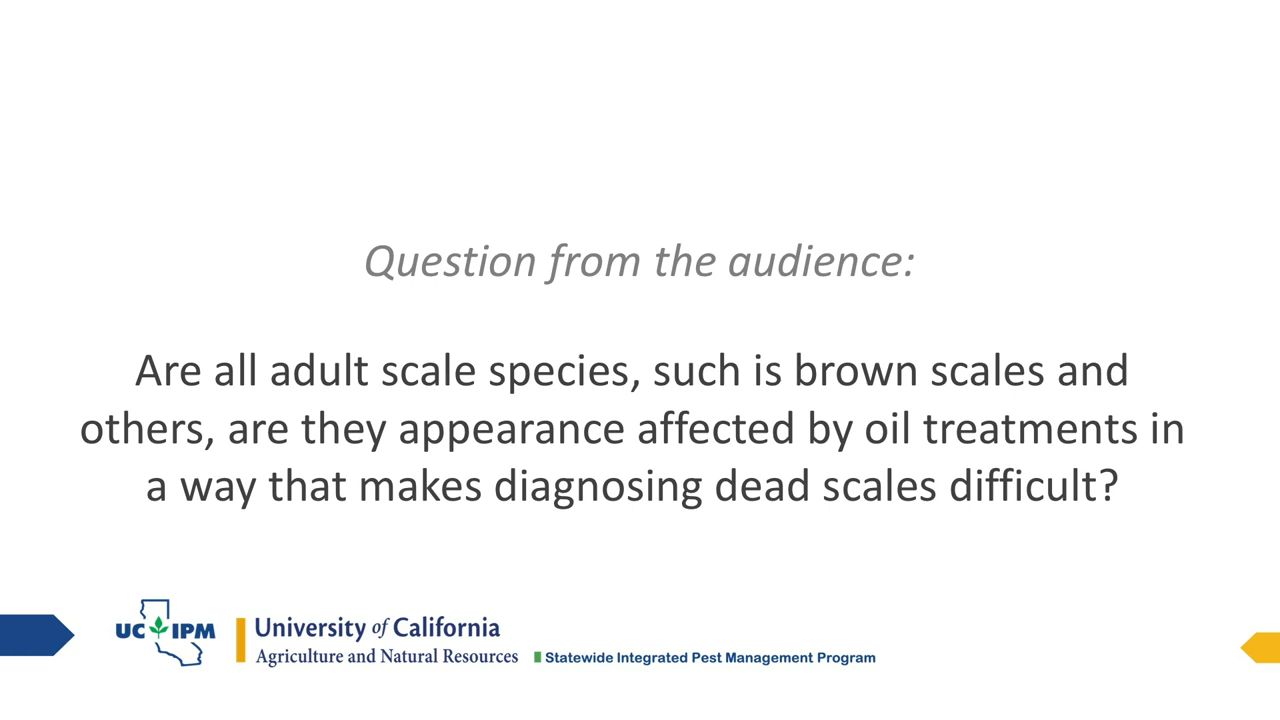 Question from the audience:
Are all adult scale species, such is brown scales and
others, are they appearance affected by oil treatments in
a way that makes diagnosing dead scales difficult?
UC IPM
University of California
Agriculture and Natural Resources
Statewide Integrated Pest Management Program